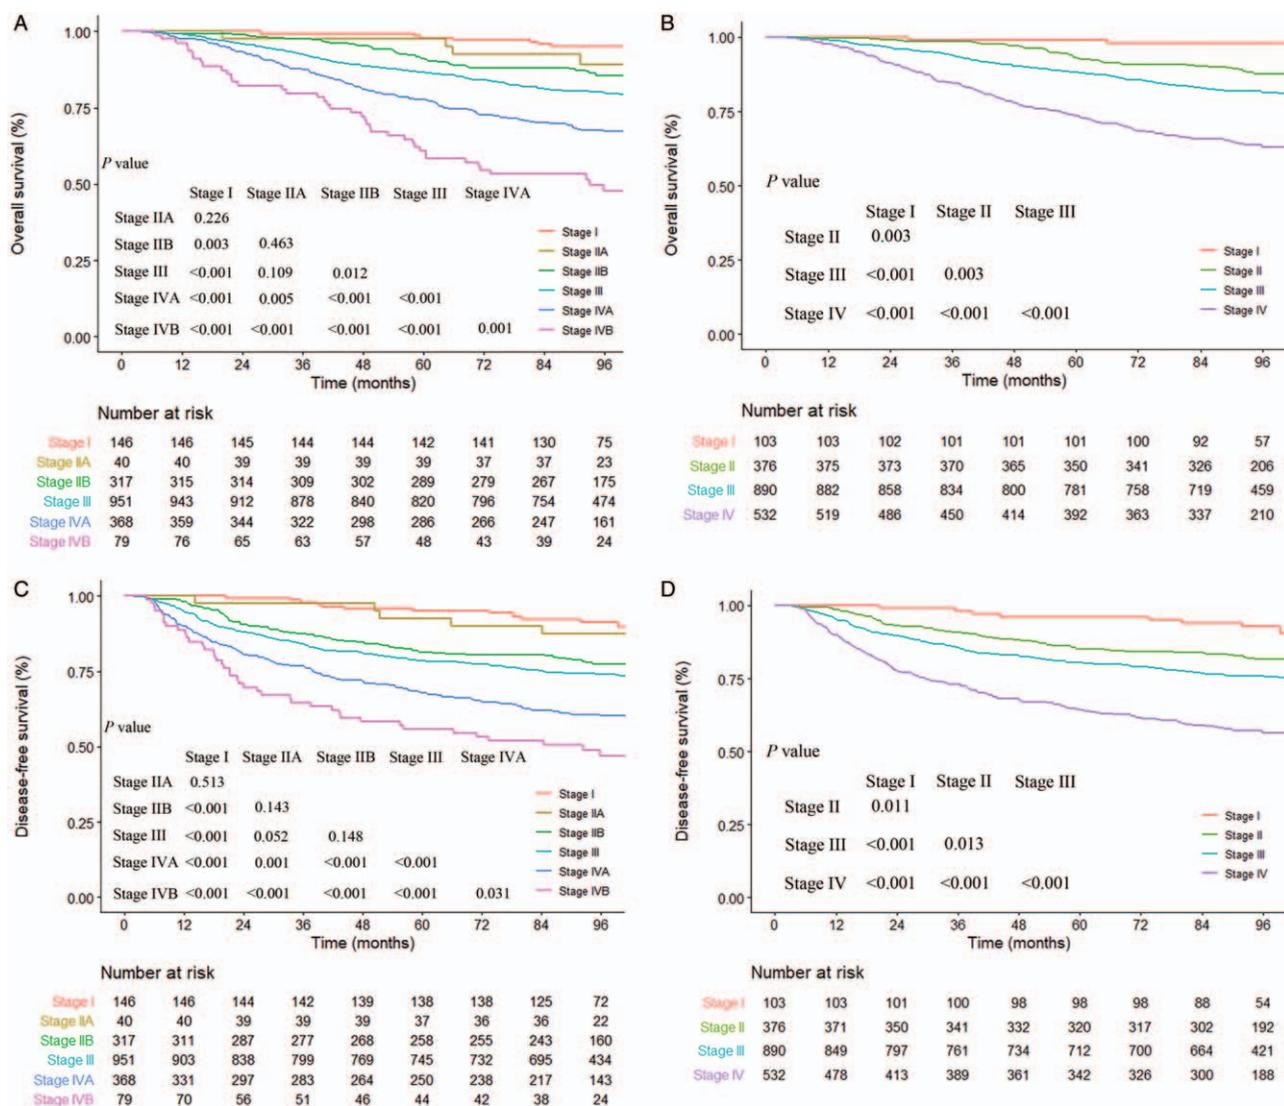 A
Overall survival (%)
1.00
0.75
0.50
0.25
0.00
P value
Stage I Stage IIA Stage IIB Stage III Stage IVA
Stage IIA 0.226
Stage IIB 0.003 0.463
Stage III <0.001 0.109 0.012
Stage IVA <0.001 0.005 <0.001 <0.001
Stage IVB <0.001 <0.001 <0.001 <0.001 0.001
Stage I
Stage IIA
Stage IIB
Stage III
Stage IVA
Stage IVB
0 12 24 36 48 60 72 84 96
Time (months)
Number at risk
Stage I 146 146 145 144 144 142 141 130 75
Stage IIA 40 40 39 39 39 39 37 37 23
Stage IIB 317 315 314 309 302 289 279 267 175
Stage III 951 943 912 878 840 820 796 754 474
Stage IVA 368 359 344 322 298 286 266 247 161
Stage IVB 79 76 65 63 57 48 43 39 24
B
Overall survival (%)
1.00
0.75
0.50
0.25
0.00
P value
Stage I Stage II Stage III
Stage II 0.003
Stage III <0.001 0.003
Stage IV <0.001 <0.001 <0.001
Stage I
Stage II
Stage III
Stage IV
0 12 24 36 48 60 72 84 96
Time (months)
Number at risk
Stage I 103 103 102 101 101 101 100 92 57
Stage II 376 375 373 370 365 350 341 326 206
Stage III 890 882 858 834 800 781 758 719 459
Stage IV 532 519 486 450 414 392 363 337 210
C
Disease-free survival (%)
1.00
0.75
0.50
0.25
0.00
P value
Stage I Stage IIA Stage IIB Stage III Stage IVA
Stage IIA 0.513
Stage IIB <0.001 0.143
Stage III <0.001 0.052 0.148
Stage IVA <0.001 0.001 <0.001 <0.001
Stage IVB <0.001 <0.001 <0.001 <0.001 0.031
Stage I
Stage IIA
Stage IIB
Stage III
Stage IVA
Stage IVB
0 12 24 36 48 60 72 84 96
Time (months)
Number at risk
Stage I 146 146 144 142 139 138 138 125 72
Stage IIA 40 40 39 39 39 37 36 36 22
Stage IIB 317 311 287 277 268 258 255 243 160
Stage III 951 903 838 799 769 745 732 695 434
Stage IVA 368 331 297 283 264 250 238 217 143
Stage IVB 79 70 56 51 46 44 42 38 24
D
Disease-free survival (%)
1.00
0.75
0.50
0.25
0.00
P value
Stage I Stage II Stage III
Stage II 0.011
Stage III <0.001 0.013
Stage IV <0.001 <0.001 <0.001
Stage I
Stage II
Stage III
Stage IV
0 12 24 36 48 60 72 84 96
Time (months)
Number at risk
Stage I 103 103 101 100 98 98 98 88 54
Stage II 376 371 350 341 332 320 317 302 192
Stage III 890 849 797 761 734 712 700 664 421
Stage IV 532 478 413 389 361 342 326 300 188